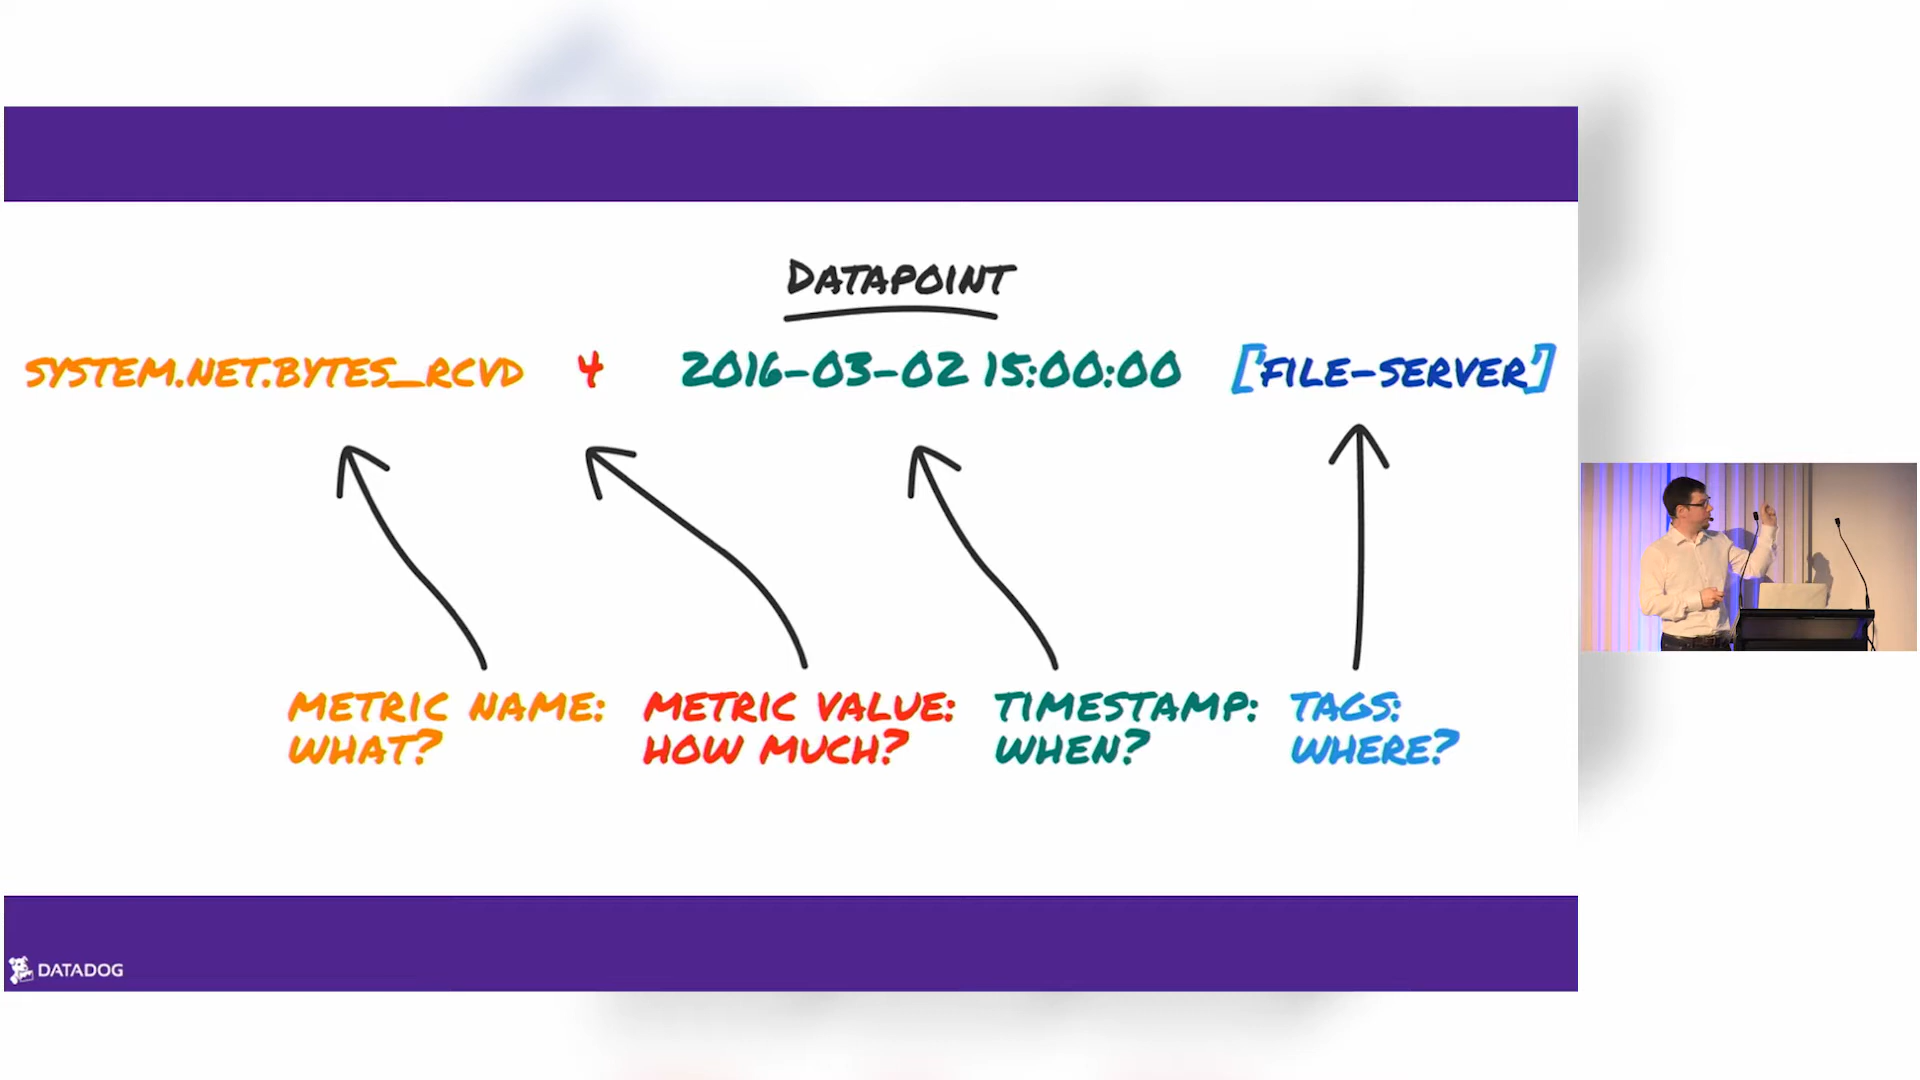 DATAPOINT
SYSTEM.NET.BYTES_RCVD 4 2016-03-02 15:00:00 ['FILE-SERVER']
METRIC NAME: WHAT?
METRIC VALUE: HOW MUCH?
TIMESTAMP: WHEN?
TAGS: WHERE?
DATADOG